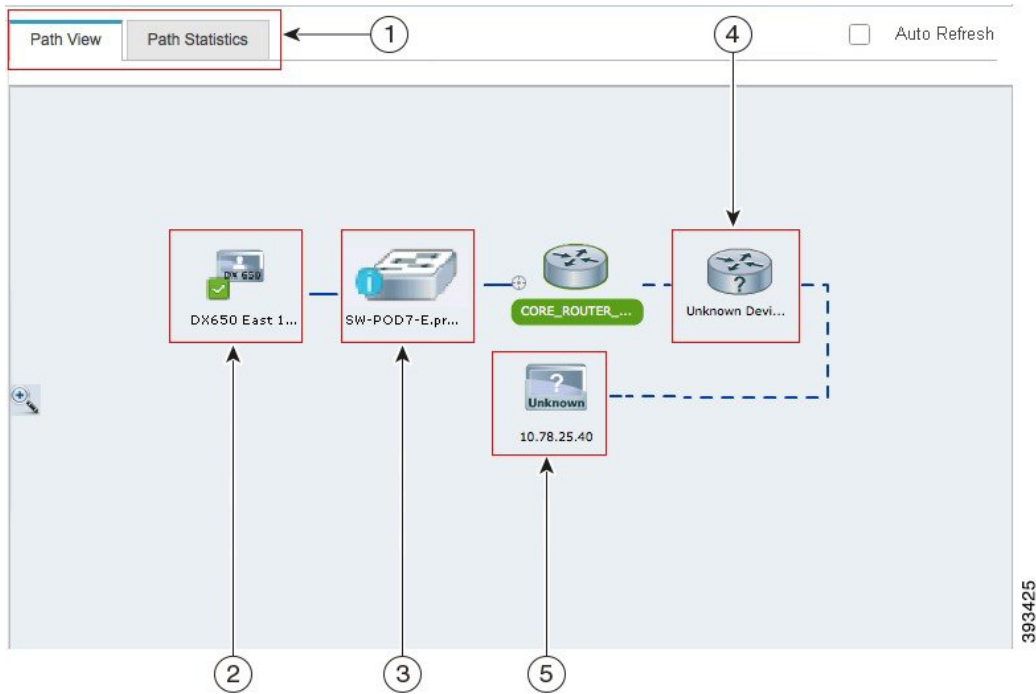 Path View
Path Statistics
1
4
Auto Refresh
DX 650
DX650 East 1...
i
SW-POD7-E.pr...
CORE_ROUTER_...
?
Unknown Devi...
?
Unknown
10.78.25.40
2
3
5
393425